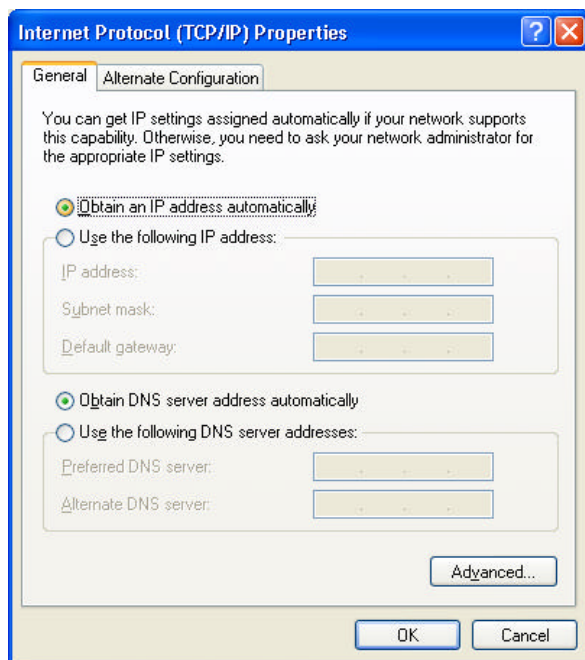 Internet Protocol (TCP/IP) Properties
General
Alternate Configuration
You can get IP settings assigned automatically if your network supports
this capability. Otherwise, you need to ask your network administrator for
the appropriate IP settings.
Obtain an IP address automatically
Use the following IP address:
IP address:
Subnet mask:
Default gateway:
Obtain DNS server address automatically
Use the following DNS server addresses:
Preferred DNS server:
Alternate DNS server:
Advanced...
OK
Cancel